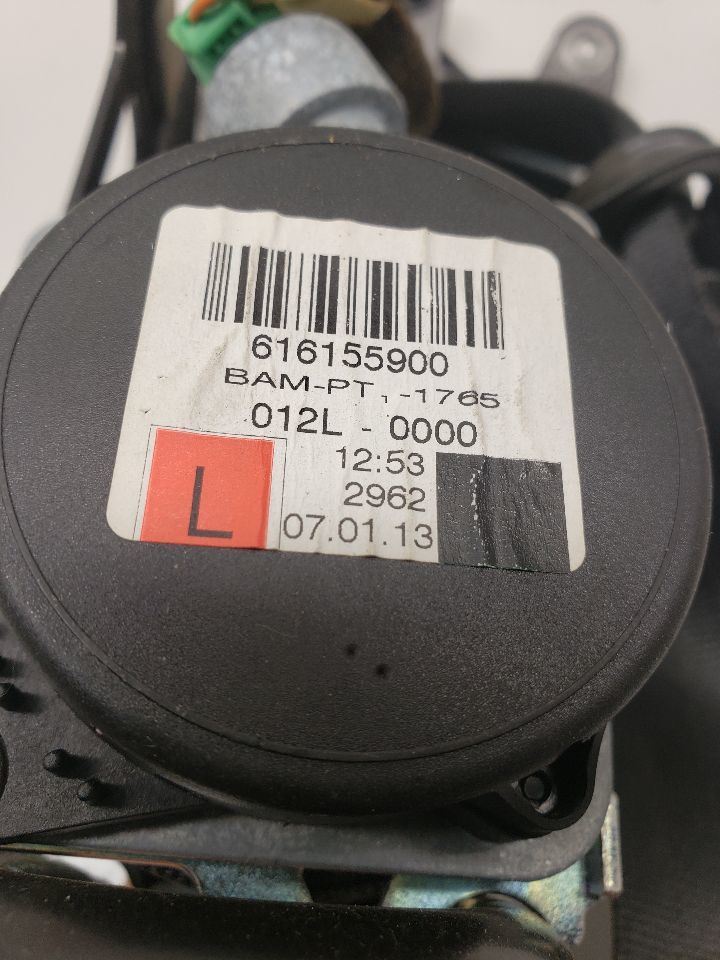 616155900
BAM-PT, -1765
012L - 0000
12:53
2962
L
07.01.13